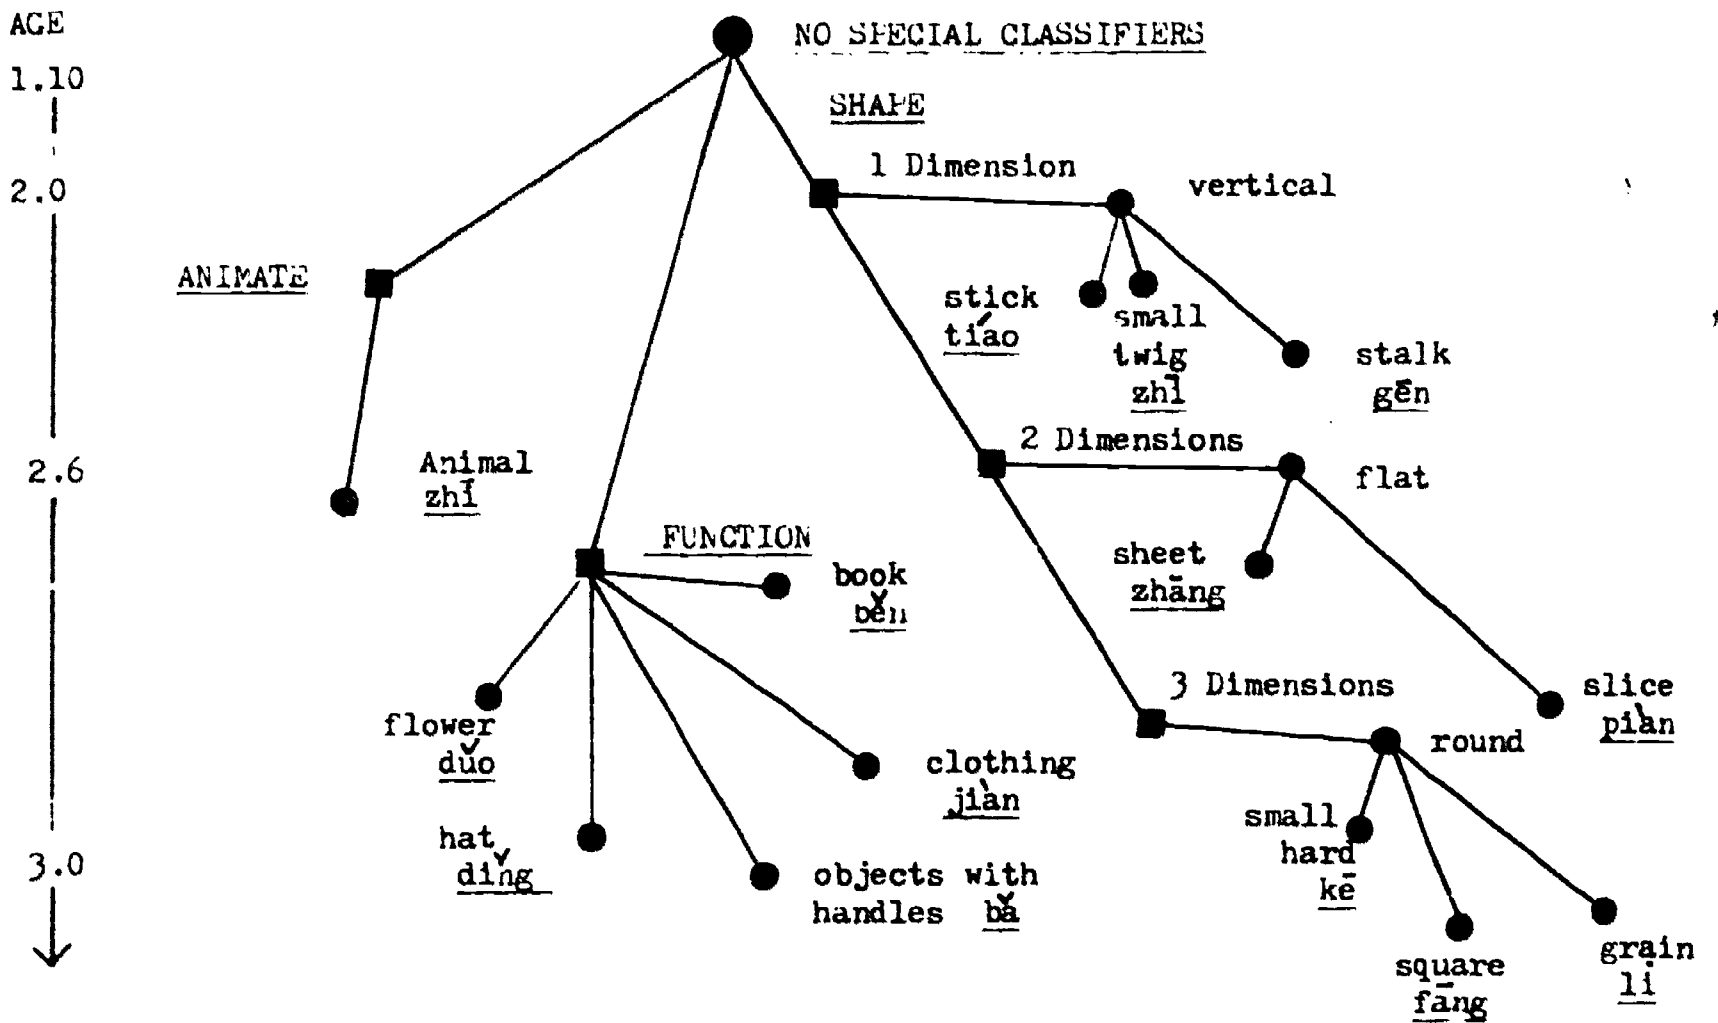 AGE
NO SPECIAL CLASSIFIERS
1.10
SHAPE
1 Dimension
vertical
2.0
ANIMATE
stick
tiáo
small
twig
zhī
stalk
gēn
2 Dimensions
flat
2.6
Animal
zhī
FUNCTION
book
běn
sheet
zhāng
3 Dimensions
slice
piàn
round
flower
dǔo
clothing
jiàn
small
hard
kē
hat
dǐng
3.0
objects with
handles bǎ
square
fāng
grain
li